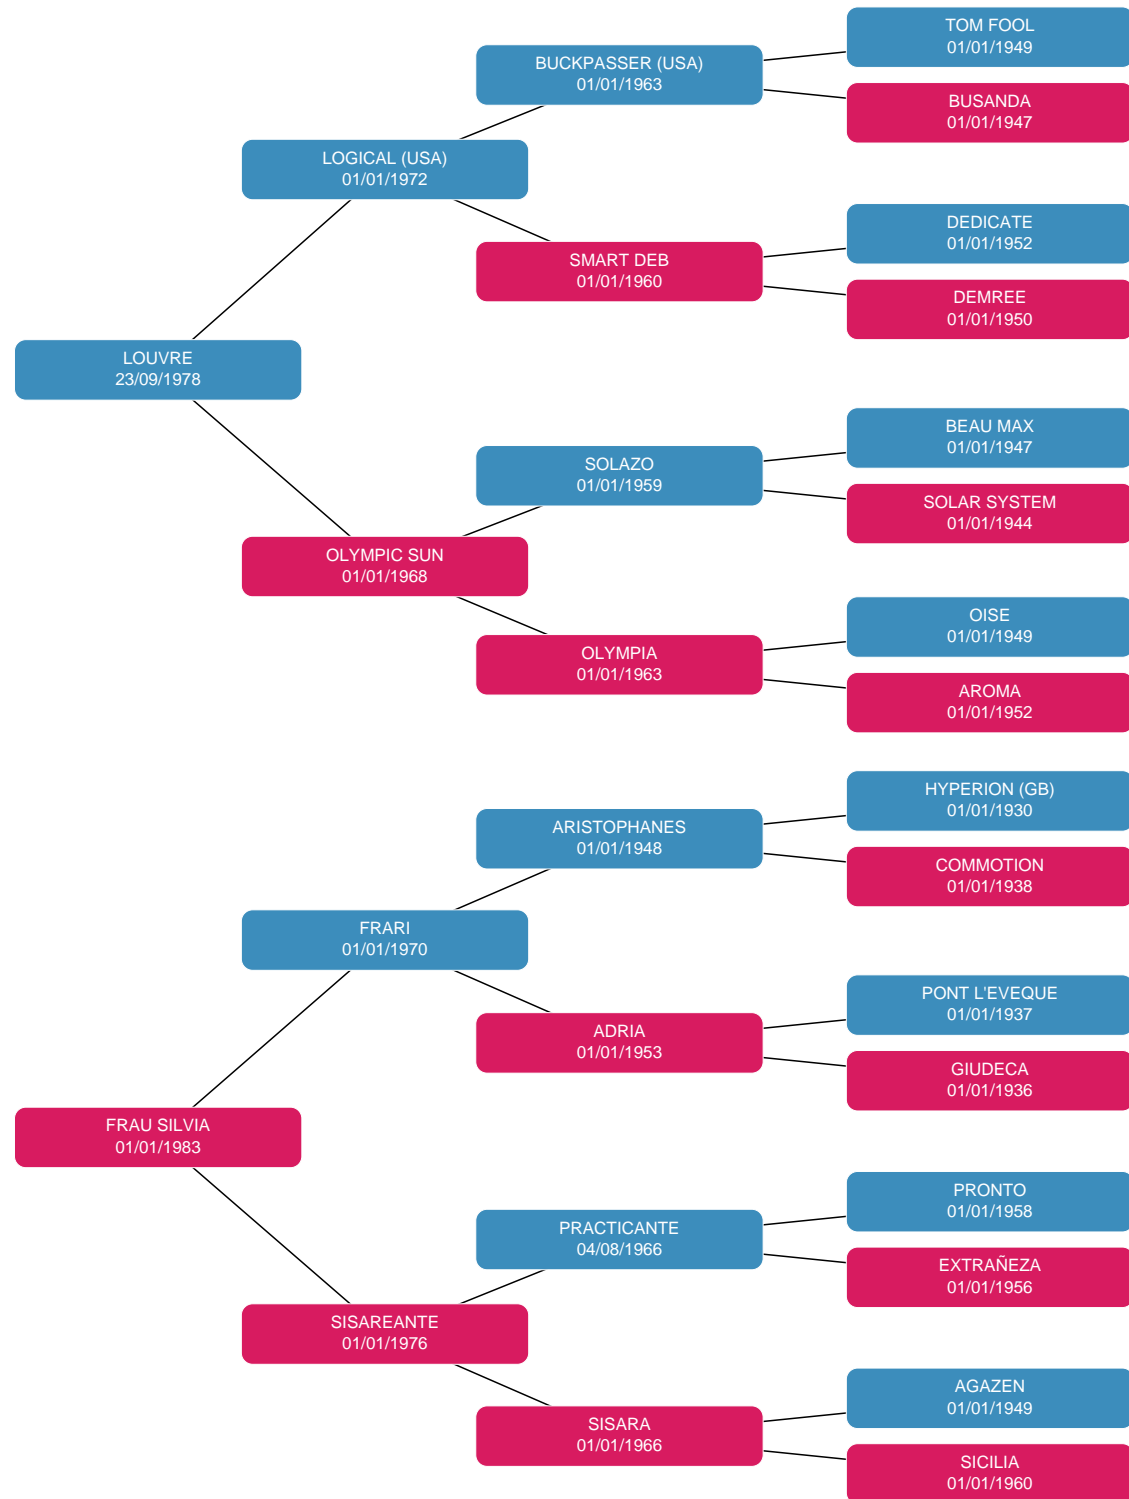 TOM FOOL
01/01/1949
BUCKPASSER (USA)
01/01/1963
BUSANDA
01/01/1947
LOGICAL (USA)
01/01/1972
DEDICATE
01/01/1952
SMART DEB
01/01/1960
DEMREE
01/01/1950
LOUVRE
23/09/1978
BEAU MAX
01/01/1947
SOLAZO
01/01/1959
SOLAR SYSTEM
01/01/1944
OLYMPIC SUN
01/01/1968
OISE
01/01/1949
OLYMPIA
01/01/1963
AROMA
01/01/1952
HYPERION (GB)
01/01/1930
ARISTOPHANES
01/01/1948
COMMOTION
01/01/1938
FRARI
01/01/1970
PONT L'EVEQUE
01/01/1937
ADRIA
01/01/1953
GIUDECA
01/01/1936
FRAU SILVIA
01/01/1983
PRONTO
01/01/1958
PRACTICANTE
04/08/1966
EXTRAÑEZA
01/01/1956
SISAREANTE
01/01/1976
AGAZEN
01/01/1949
SISARA
01/01/1966
SICILIA
01/01/1960